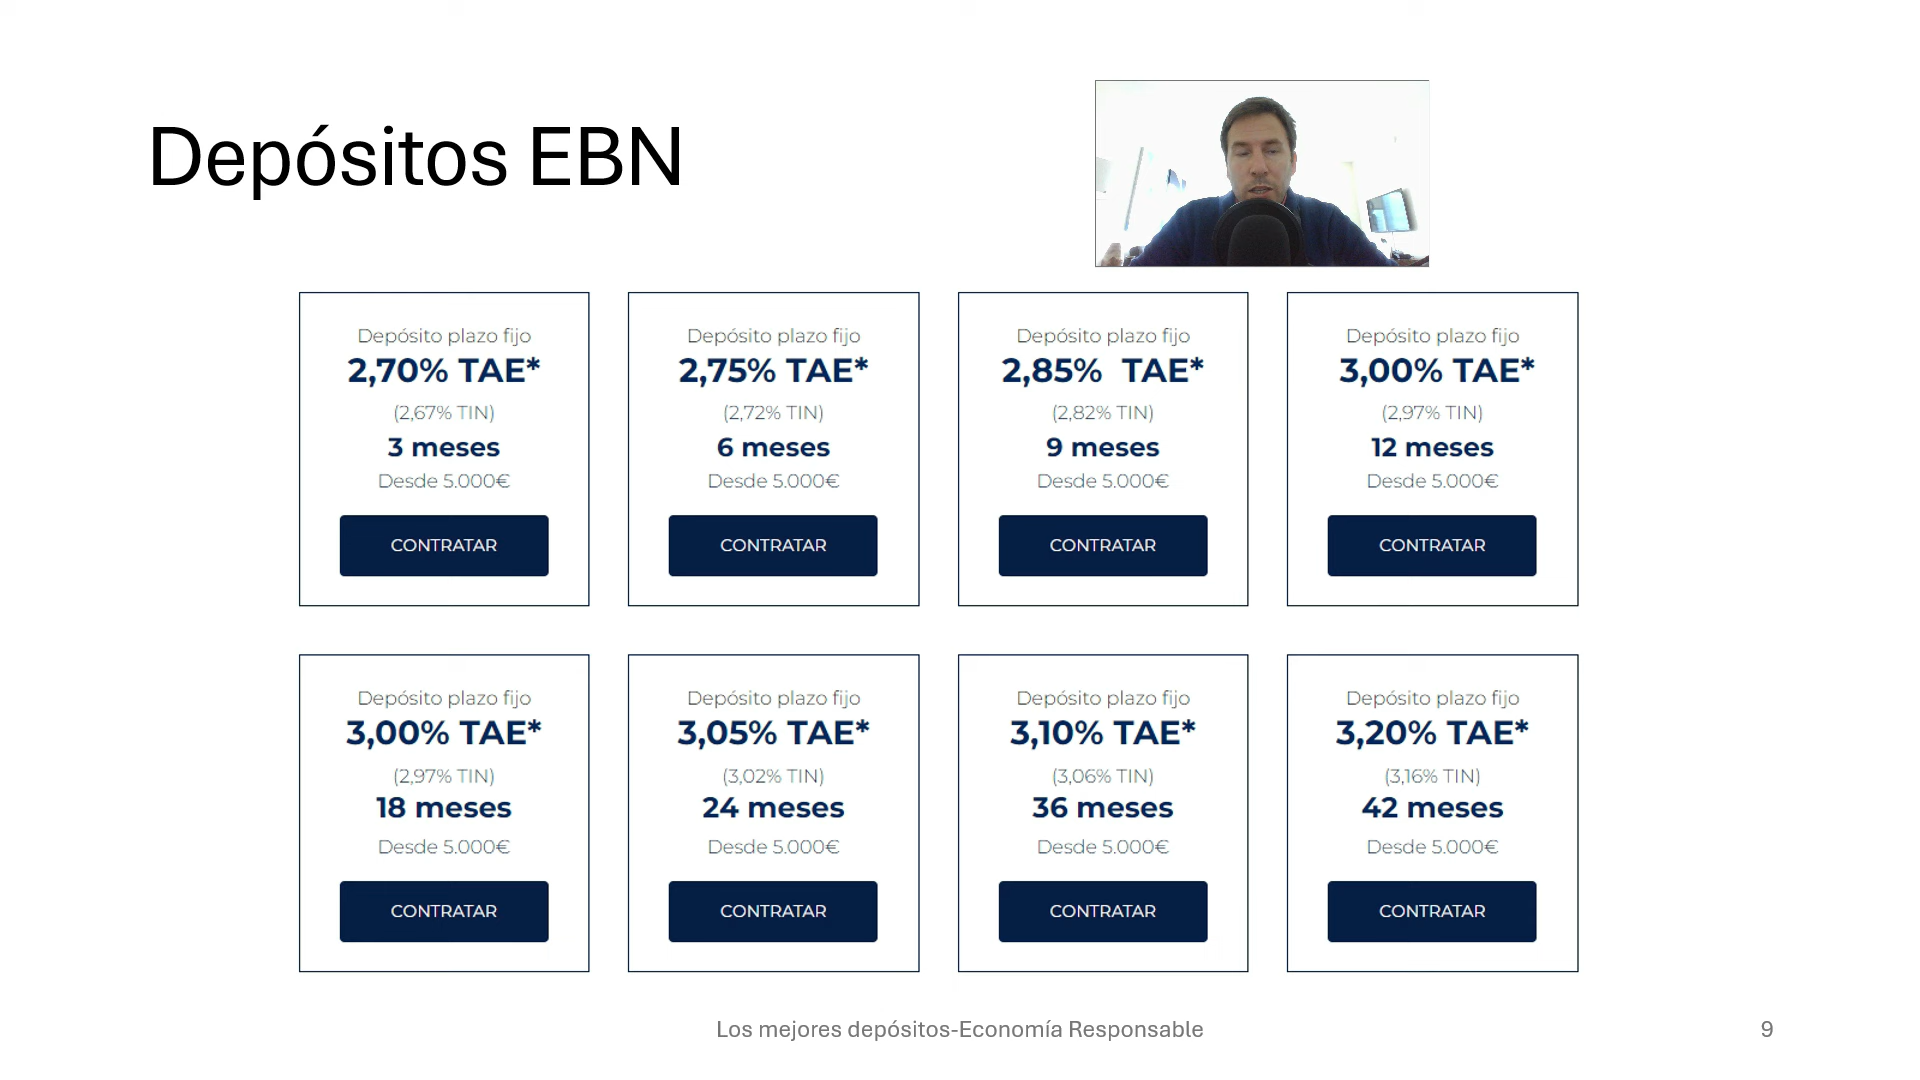 Depósitos EBN
Depósito plazo fijo
2,70% TAE*
(2,67% TIN)
3 meses
Desde 5.000€
CONTRATAR
Depósito plazo fijo
2,75% TAE*
(2,72% TIN)
6 meses
Desde 5.000€
CONTRATAR
Depósito plazo fijo
2,85% TAE*
(2,82% TIN)
9 meses
Desde 5.000€
CONTRATAR
Depósito plazo fijo
3,00% TAE*
(2,97% TIN)
12 meses
Desde 5.000€
CONTRATAR
Depósito plazo fijo
3,00% TAE*
(2,97% TIN)
18 meses
Desde 5.000€
CONTRATAR
Depósito plazo fijo
3,05% TAE*
(3,02% TIN)
24 meses
Desde 5.000€
CONTRATAR
Depósito plazo fijo
3,10% TAE*
(3,06% TIN)
36 meses
Desde 5.000€
CONTRATAR
Depósito plazo fijo
3,20% TAE*
(3,16% TIN)
42 meses
Desde 5.000€
CONTRATAR
Los mejores depósitos-Economía Responsable
9